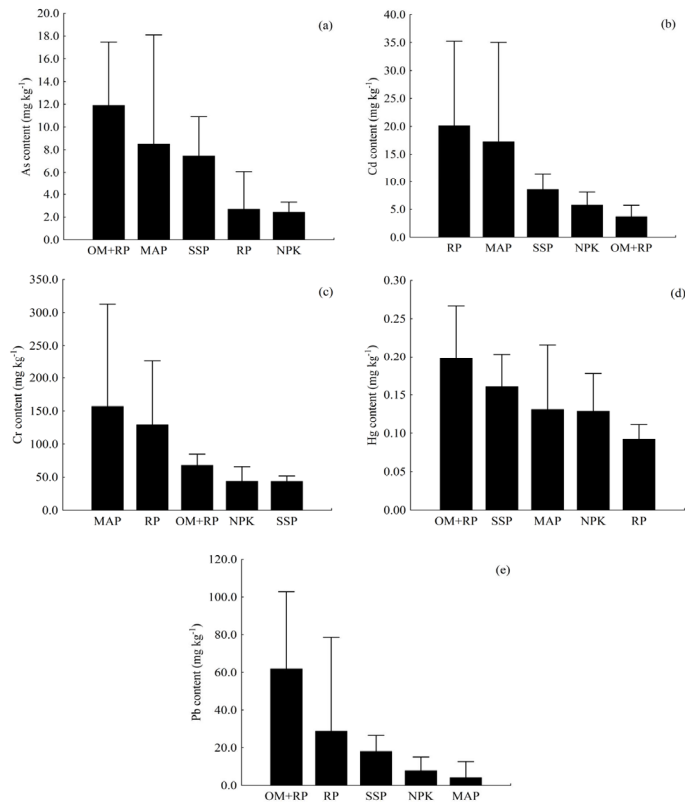 (a)
As content (mg kg⁻¹)
18.0
16.0
14.0
12.0
10.0
8.0
6.0
4.0
2.0
0.0
OM+RP MAP SSP RP NPK
(b)
Cd content (mg kg⁻¹)
40.0
35.0
30.0
25.0
20.0
15.0
10.0
5.0
0.0
RP MAP SSP NPK OM+RP
(c)
Cr content (mg kg⁻¹)
350.0
300.0
250.0
200.0
150.0
100.0
50.0
0.0
MAP RP OM+RP NPK SSP
(d)
Hg content (mg kg⁻¹)
0.30
0.25
0.20
0.15
0.10
0.05
0.00
OM+RP SSP MAP NPK RP
(e)
Pb content (mg kg⁻¹)
120.0
100.0
80.0
60.0
40.0
20.0
0.0
OM+RP RP SSP NPK MAP